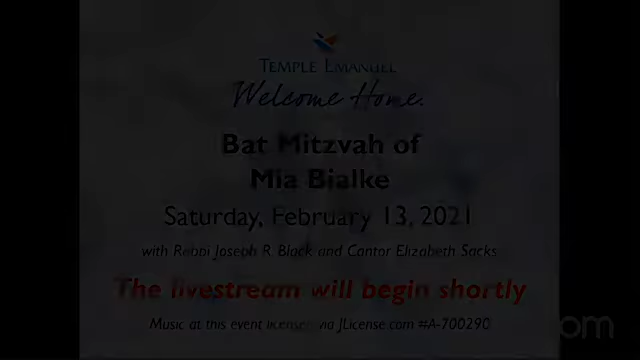 TEMPLE EMANUEL
Welcome Home.
Bat Mitzvah of
Mia Bialke
Saturday, February 13, 2021
with Rabbi Joseph R. Black and Cantor Elizabeth Sacks
The livestream will begin shortly
Music at this event licensed via JLicense.com #A-700290